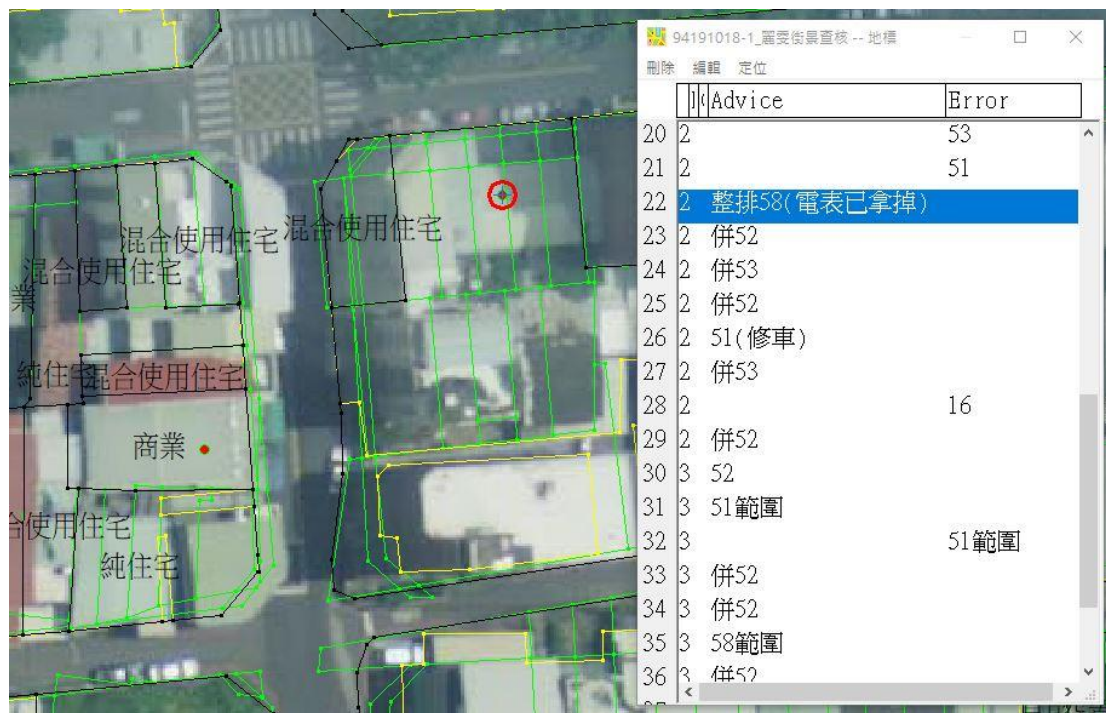 94191018-1_麗雯街景查核 -- 地標
刪除 編輯 定位
Advice Error
20 2 53
21 2 51
22 2 整排58(電表已拿掉)
23 2 併52
24 2 併53
25 2 併52
26 2 51(修車)
27 2 併53
28 2 16
29 2 併52
30 3 52
31 3 51範圍
32 3 51範圍
33 3 併52
34 3 併52
35 3 58範圍
36 3 併52
混合使用住宅
混合使用住宅
混合使用住宅
業
純住宅
混合使用住宅
商業
合使用住宅
純住宅